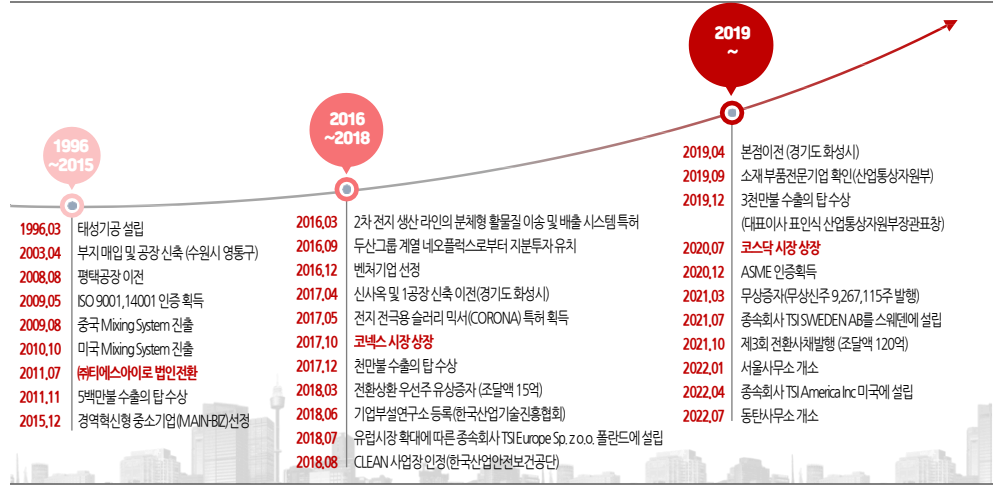 1996
~2015
1996.03 태성기공 설립
2003.04 부지 매입 및 공장 신축 (수원시 영통구)
2008.08 평택공장 이전
2009.05 ISO 9001,14001 인증 획득
2009.08 중국 Mixing System 진출
2010.10 미국 Mixing System 진출
2011.07 ㈜티에스아이로 법인전환
2011.11 5백만불 수출의 탑 수상
2015.12 경역혁신형 중소기업(MAIN-BIZ)선정
2016
~2018
2016.03 2차 전지 생산 라인의 분체형 활물질 이송 및 배출 시스템 특허
2016.09 두산그룹 계열 네오플럭스로부터 지분투자 유치
2016.12 벤처기업 선정
2017.04 신사옥 및 1공장 신축 이전(경기도 화성시)
2017.05 전지 전극용 슬러리 믹서(CORONA) 특허 획득
2017.10 코넥스 시장 상장
2017.12 천만불 수출의 탑 수상
2018.03 전환상환 우선주 유상증자 (조달액 15억)
2018.06 기업부설연구소 등록(한국산업기술진흥협회)
2018.07 유럽시장 확대에 따른 종속회사 TSI Europe Sp. z o.o. 폴란드에 설립
2018.08 CLEAN 사업장 인정(한국산업안전보건공단)
2019
~
2019.04 본점이전 (경기도 화성시)
2019.09 소재 부품전문기업 확인(산업통상자원부)
2019.12 3천만불 수출의 탑 수상
(대표이사 표인식 산업통상자원부장관표창)
2020.07 코스닥 시장 상장
2020.12 ASME 인증획득
2021.03 무상증자(무상신주 9,267,115주 발행)
2021.07 종속회사 TSI SWEDEN AB를 스웨덴에 설립
2021.10 제3회 전환사채발행 (조달액 120억)
2022.01 서울사무소 개소
2022.04 종속회사 TSI America Inc 미국에 설립
2022.07 동탄사무소 개소